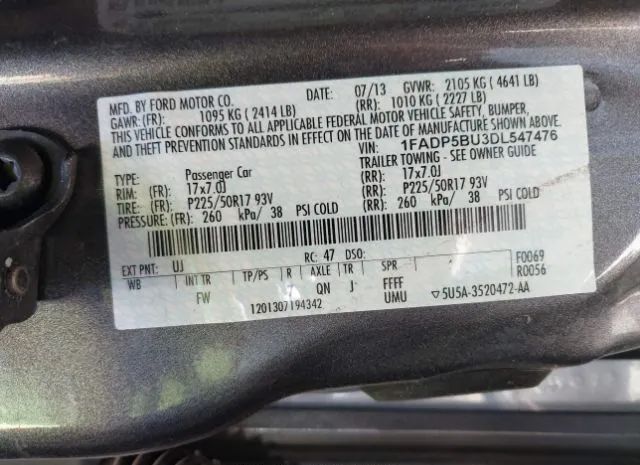 MFD. BY FORD MOTOR CO.
DATE: 07/13 GVWR: 2105 KG ( 4641 LB)
GAWR: (FR): 1095 KG ( 2414 LB) (RR): 1010 KG ( 2227 LB)
THIS VEHICLE CONFORMS TO ALL APPLICABLE FEDERAL MOTOR VEHICLE SAFETY, BUMPER,
THEFT PREVENTION STANDARDS IN EFFECT ON THE DATE OF MANUFACTURE SHOWN ABOVE.
VIN: 1FADP5BU3DL547476
TYPE: Passenger Car TRAILER TOWING - SEE OWNER GUIDE
RIM: (FR): 17x7.0J (RR): 17x7.0J
TIRE: (FR): P225/50R17 93V (RR): P225/50R17 93V
PRESSURE: (FR): 260 kPa/ 38 PSI COLD (RR): 260 kPa/ 38 PSI COLD
EXT PNT: UJ RC: 47 DSO: F0069
WB INT TR TP/PS R AXLE TR SPR R0056
FW QN J FFFF
UMU ▽5U5A-3520472-AA
1201307194342